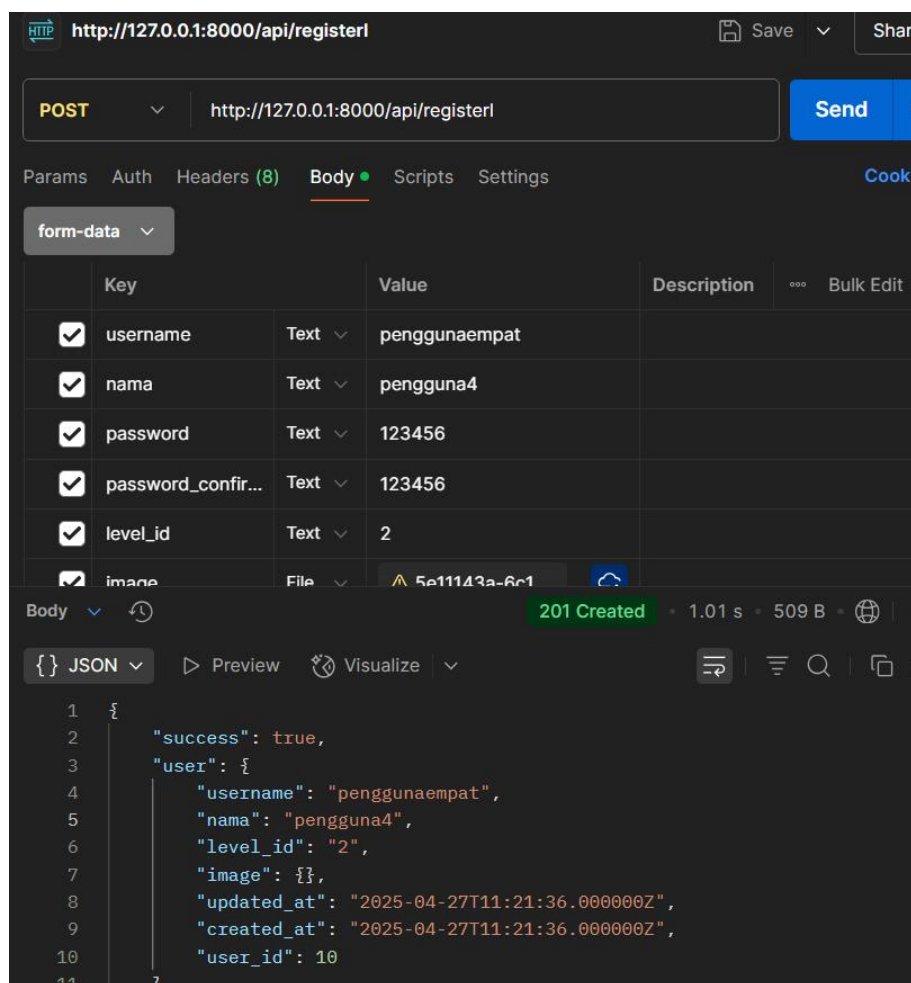 HTTP http://127.0.0.1:8000/api/registerl Save Shar
POST http://127.0.0.1:8000/api/registerl Send
Params Auth Headers (8) Body Scripts Settings Cook
form-data
Key Value Description Bulk Edit
username Text penggunaempat
nama Text pengguna4
password Text 123456
password_confir... Text 123456
level_id Text 2
image File 5e11143a-6c1
Body 201 Created 1.01 s 509 B
{} JSON Preview Visualize
1 {
2 "success": true,
3 "user": {
4 "username": "penggunaempat",
5 "nama": "pengguna4",
6 "level_id": "2",
7 "image": {},
8 "updated_at": "2025-04-27T11:21:36.000000Z",
9 "created_at": "2025-04-27T11:21:36.000000Z",
10 "user_id": 10
11 }